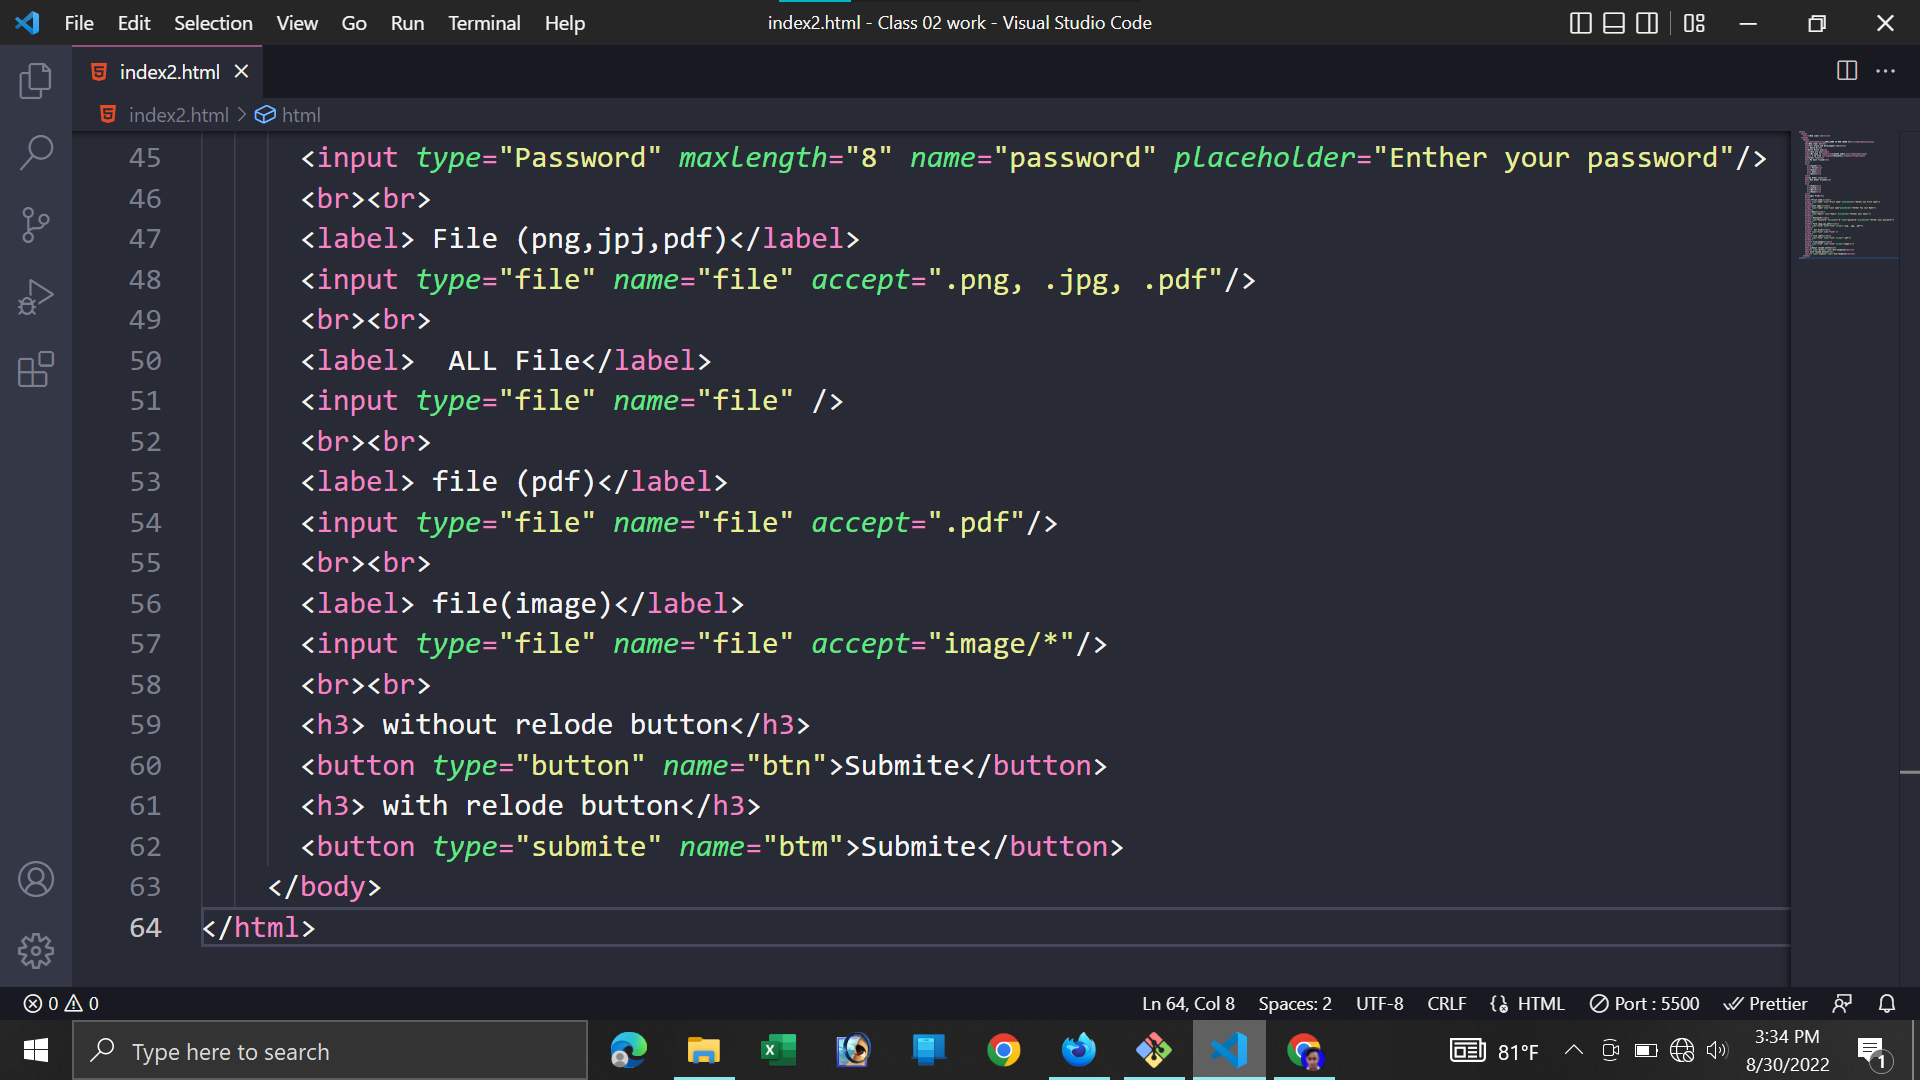 File Edit Selection View Go Run Terminal Help
index2.html - Class 02 work - Visual Studio Code
index2.html
index2.html > html
45 <input type="Password" maxlength="8" name="password" placeholder="Enther your password"/>
46 <br><br>
47 <label> File (png,jpj,pdf)</label>
48 <input type="file" name="file" accept=".png, .jpg, .pdf"/>
49 <br><br>
50 <label>  ALL File</label>
51 <input type="file" name="file" />
52 <br><br>
53 <label> file (pdf)</label>
54 <input type="file" name="file" accept=".pdf"/>
55 <br><br>
56 <label> file(image)</label>
57 <input type="file" name="file" accept="image/*"/>
58 <br><br>
59 <h3> without relode button</h3>
60 <button type="button" name="btn">Submite</button>
61 <h3> with relode button</h3>
62 <button type="submite" name="btm">Submite</button>
63 </body>
64 </html>
0 0 Ln 64, Col 8 Spaces: 2 UTF-8 CRLF HTML Port : 5500 Prettier
Type here to search
81°F
3:34 PM
8/30/2022
1